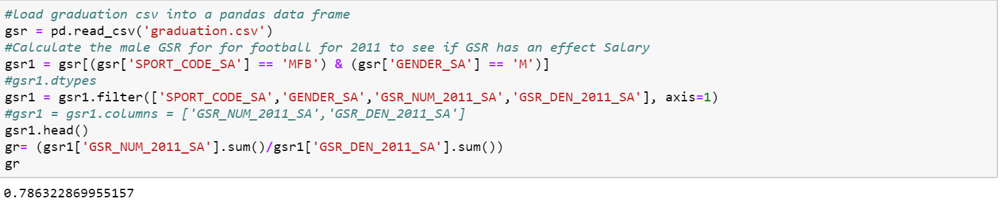 #load graduation csv into a pandas data frame
gsr = pd.read_csv('graduation.csv')
#Calculate the male GSR for for football for 2011 to see if GSR has an effect Salary
gsr1 = gsr[(gsr['SPORT_CODE_SA'] == 'MFB') & (gsr['GENDER_SA'] == 'M')]
#gsr1.dtypes
gsr1 = gsr1.filter(['SPORT_CODE_SA','GENDER_SA','GSR_NUM_2011_SA','GSR_DEN_2011_SA'], axis=1)
#gsr1 = gsr1.columns = ['GSR_NUM_2011_SA','GSR_DEN_2011_SA']
gsr1.head()
gr= (gsr1['GSR_NUM_2011_SA'].sum()/gsr1['GSR_DEN_2011_SA'].sum())
gr
0.786322869955157